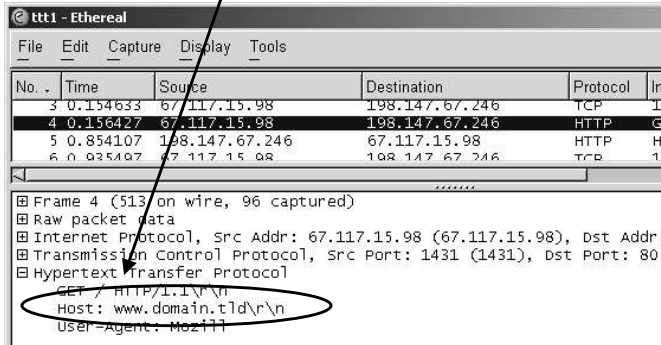 ttt1 - Ethereal
File Edit Capture Display Tools
No. . Time Source Destination Protocol
3 0.154633 67.117.15.98 198.147.67.246 TCP
4 0.156427 67.117.15.98 198.147.67.246 HTTP G
5 0.854107 198.147.67.246 67.117.15.98 HTTP H
6 0.935497 67.117.15.98 198.147.67.246 TCP
Frame 4 (513 on wire, 96 captured)
Raw packet data
Internet Protocol, Src Addr: 67.117.15.98 (67.117.15.98), Dst Addr
Transmission Control Protocol, Src Port: 1431 (1431), Dst Port: 80
Hypertext Transfer Protocol
GET / HTTP/1.1\r\n
Host: www.domain.tld\r\n
User-Agent: Mozill